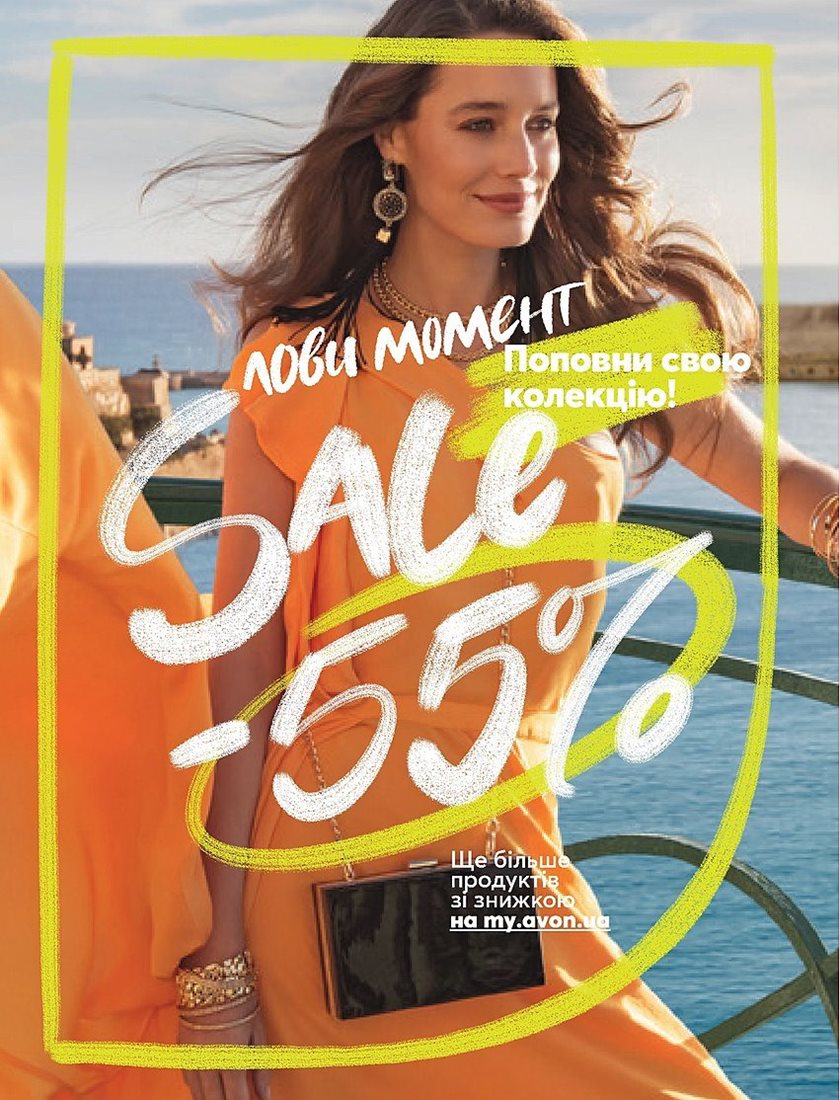 лови момент
Поповни свою
колекцію!
SALE
-55%
Ще більше
продуктів
зі знижкою
на my.avon.ua